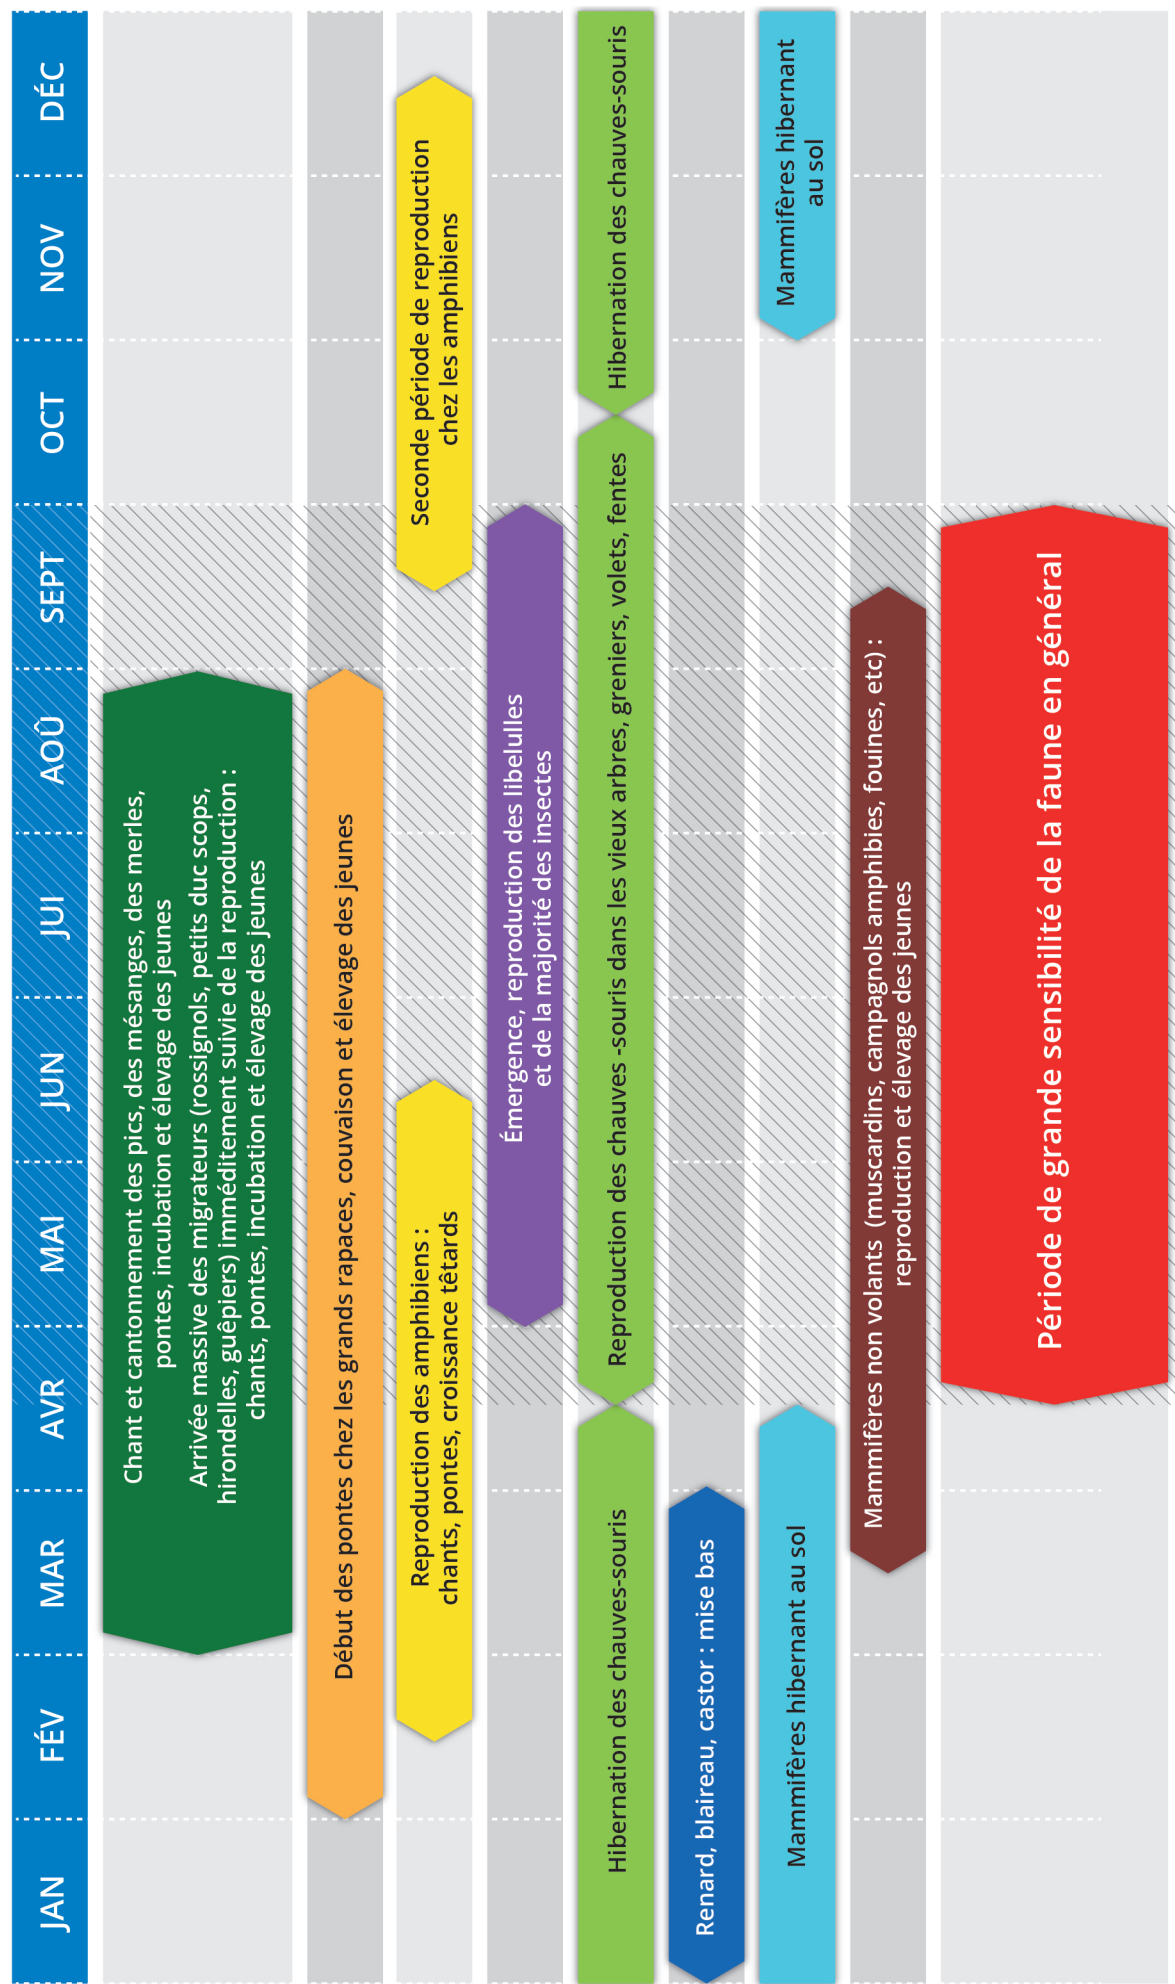 JAN
FÉV
MAR
AVR
MAI
JUN
JUI
AOÛ
SEPT
OCT
NOV
DÉC
Chant et cantonnement des pics, des mésanges, des merles,
pontes, incubation et élevage des jeunes
Arrivée massive des migrateurs (rossignols, petits duc scops,
hirondelles, guêpiers) imméditement suivie de la reproduction :
chants, pontes, incubation et élevage des jeunes
Début des pontes chez les grands rapaces, couvaison et élevage des jeunes
Reproduction des amphibiens :
chants, pontes, croissance têtards
Seconde période de reproduction
chez les amphibiens
Émergence, reproduction des libelulles
et de la majorité des insectes
Hibernation des chauves-souris
Reproduction des chauves -souris dans les vieux arbres, greniers, volets, fentes
Hibernation des chauves-souris
Renard, blaireau, castor : mise bas
Mammifères hibernant au sol
Mammifères hibernant
au sol
Mammifères non volants (muscardins, campagnols amphibies, fouines, etc) :
reproduction et élevage des jeunes
Période de grande sensibilité de la faune en général